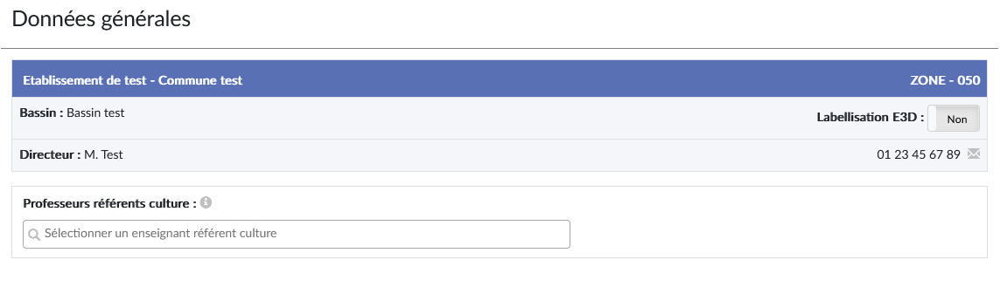 Données générales
Etablissement de test - Commune test ZONE - 050
Bassin : Bassin test Labellisation E3D : Non
Directeur : M. Test 01 23 45 67 89
Professeurs référents culture :
Sélectionner un enseignant référent culture